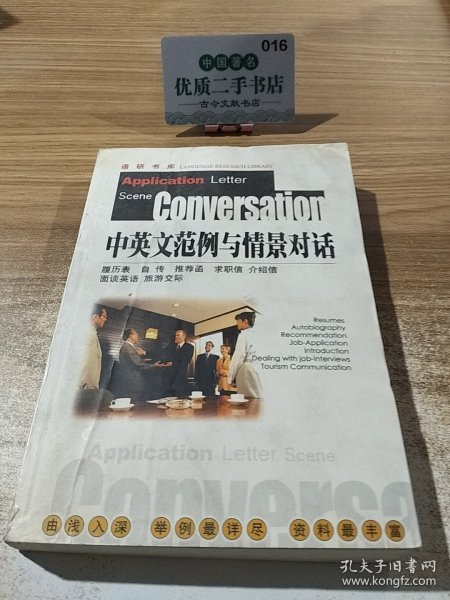 016
中国著名
优质二手书店
古今文献书店
语研书库 LANGUAGE RESEARCH LIBRARY
Application Letter
Scene Conversation
中英文范例与情景对话
履历表 自传 推荐函 求职信 介绍信
面谈英语 旅游交际
Resumes
Autobiography
Recommendation
Job-Application
Introduction
Dealing with job-interviews
Tourism Communication
Application Letter Scene
Conversa
由浅入深 举例最详尽 资料最丰富
孔夫子旧书网
www.kongfz.com